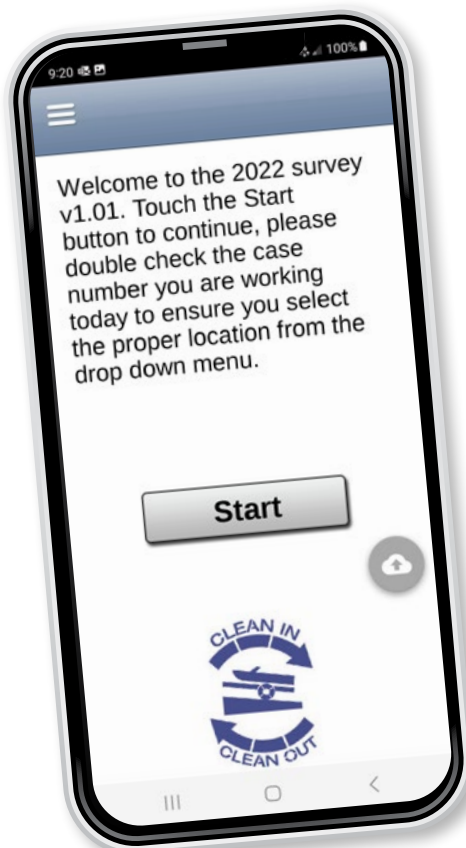 9:20
100%
Welcome to the 2022 survey
v1.01. Touch the Start
button to continue, please
double check the case
number you are working
today to ensure you select
the proper location from the
drop down menu.
Start
CLEAN IN
CLEAN OUT